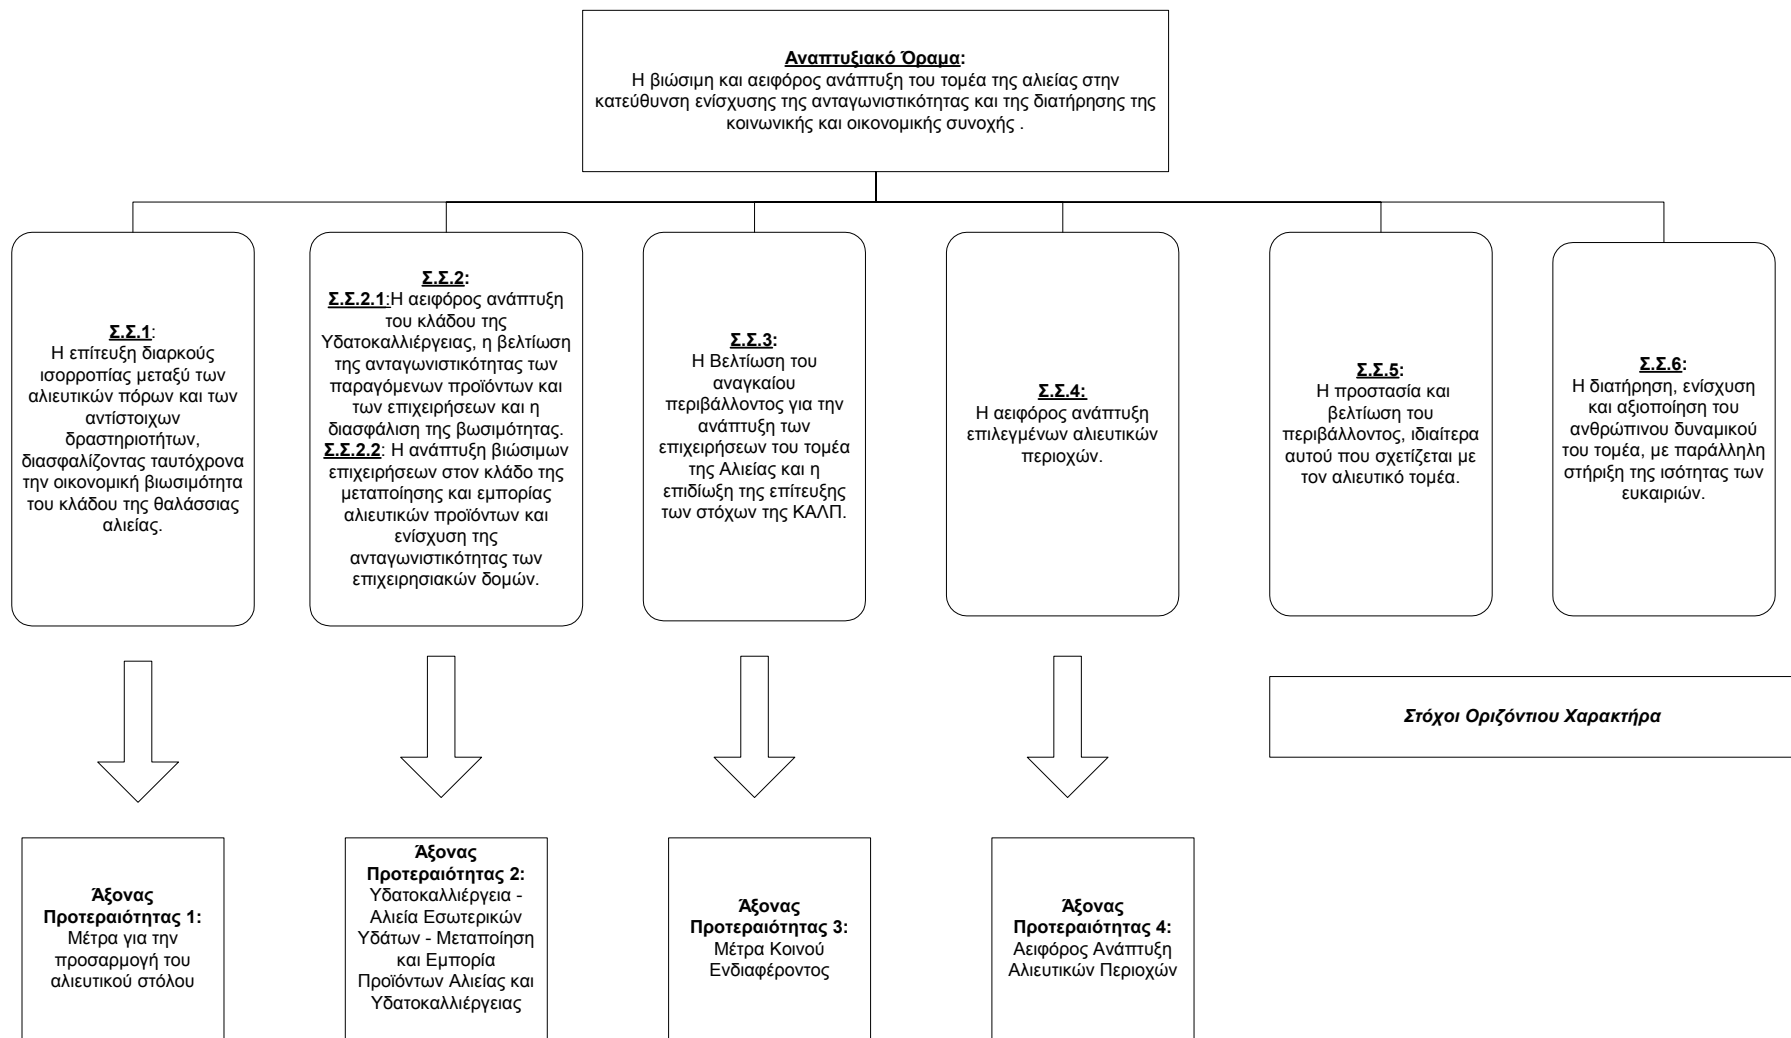 Αναπτυξιακό Όραμα:
Η βιώσιμη και αειφόρος ανάπτυξη του τομέα της αλιείας στην
κατεύθυνση ενίσχυσης της ανταγωνιστικότητας και της διατήρησης της
κοινωνικής και οικονομικής συνοχής .
Σ.Σ.1:
Η επίτευξη διαρκούς
ισορροπίας μεταξύ των
αλιευτικών πόρων και των
αντίστοιχων
δραστηριοτήτων,
διασφαλίζοντας ταυτόχρονα
την οικονομική βιωσιμότητα
του κλάδου της θαλάσσιας
αλιείας.
Σ.Σ.2:
Σ.Σ.2.1:Η αειφόρος ανάπτυξη
του κλάδου της
Υδατοκαλλιέργειας, η βελτίωση
της ανταγωνιστικότητας των
παραγόμενων προϊόντων και
των επιχειρήσεων και η
διασφάλιση της βωσιμότητας.
Σ.Σ.2.2: Η ανάπτυξη βιώσιμων
επιχειρήσεων στον κλάδο της
μεταποίησης και εμπορίας
αλιευτικών προϊόντων και
ενίσχυση της
ανταγωνιστικότητας των
επιχειρησιακών δομών.
Σ.Σ.3:
Η Βελτίωση του
αναγκαίου
περιβάλλοντος για την
ανάπτυξη των
επιχειρήσεων του τομέα
της Αλιείας και η
επιδίωξη της επίτευξης
των στόχων της ΚΑΛΠ.
Σ.Σ.4:
Η αειφόρος ανάπτυξη
επιλεγμένων αλιευτικών
περιοχών.
Σ.Σ.5:
Η προστασία και
βελτίωση του
περιβάλλοντος, ιδιαίτερα
αυτού που σχετίζεται με
τον αλιευτικό τομέα.
Σ.Σ.6:
Η διατήρηση, ενίσχυση
και αξιοποίηση του
ανθρώπινου δυναμικού
του τομέα, με παράλληλη
στήριξη της ισότητας των
ευκαιριών.
Στόχοι Οριζόντιου Χαρακτήρα
Άξονας
Προτεραιότητας 1:
Μέτρα για την
προσαρμογή του
αλιευτικού στόλου
Άξονας
Προτεραιότητας 2:
Υδατοκαλλιέργεια -
Αλιεία Εσωτερικών
Υδάτων - Μεταποίηση
και Εμπορία
Προϊόντων Αλιείας και
Υδατοκαλλιέργειας
Άξονας
Προτεραιότητας 3:
Μέτρα Κοινού
Ενδιαφέροντος
Άξονας
Προτεραιότητας 4:
Αειφόρος Ανάπτυξη
Αλιευτικών Περιοχών